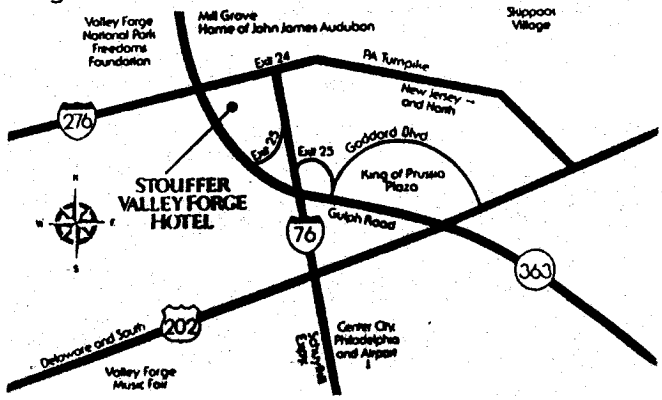 Valley Forge
National Park
Freedoms
Foundation
Mill Grove
Home of John James Audubon
Skippack
Village
Exit 24
PA Turnpike
New Jersey →
and North
276
Exit 25
Exit 25
Goddard Blvd
King of Prussia
Plaza
STOUFFER
VALLEY FORGE
HOTEL
N
W
E
S
76
Gulph Road
363
202
Delaware and South
Valley Forge
Music Fair
Schuylkill
Expy.
Center City,
Philadelphia
and Airport
↓